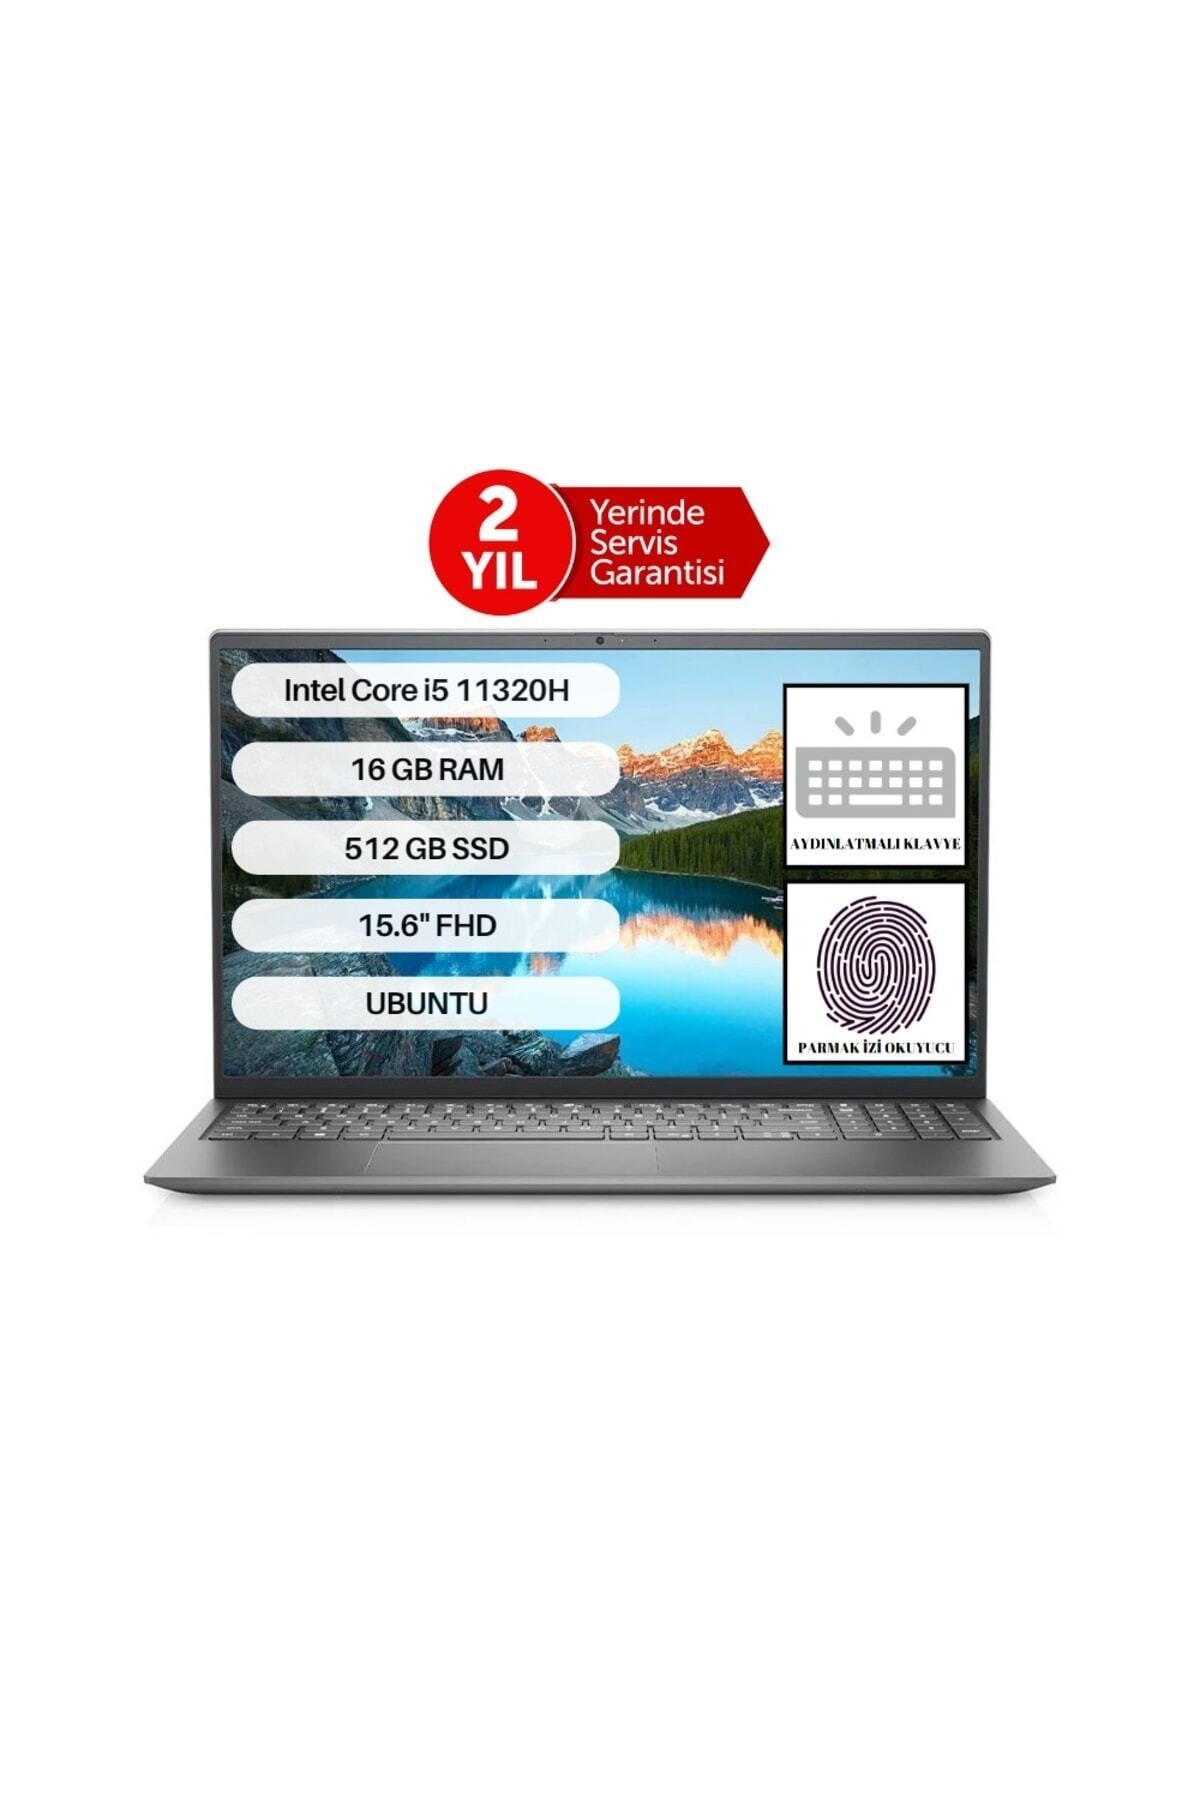 2
YIL
Yerinde
Servis
Garantisi
Intel Core i5 11320H
16 GB RAM
512 GB SSD
15.6" FHD
UBUNTU
AYDINLATMALI KLAVYE
PARMAK İZİ OKUYUCU